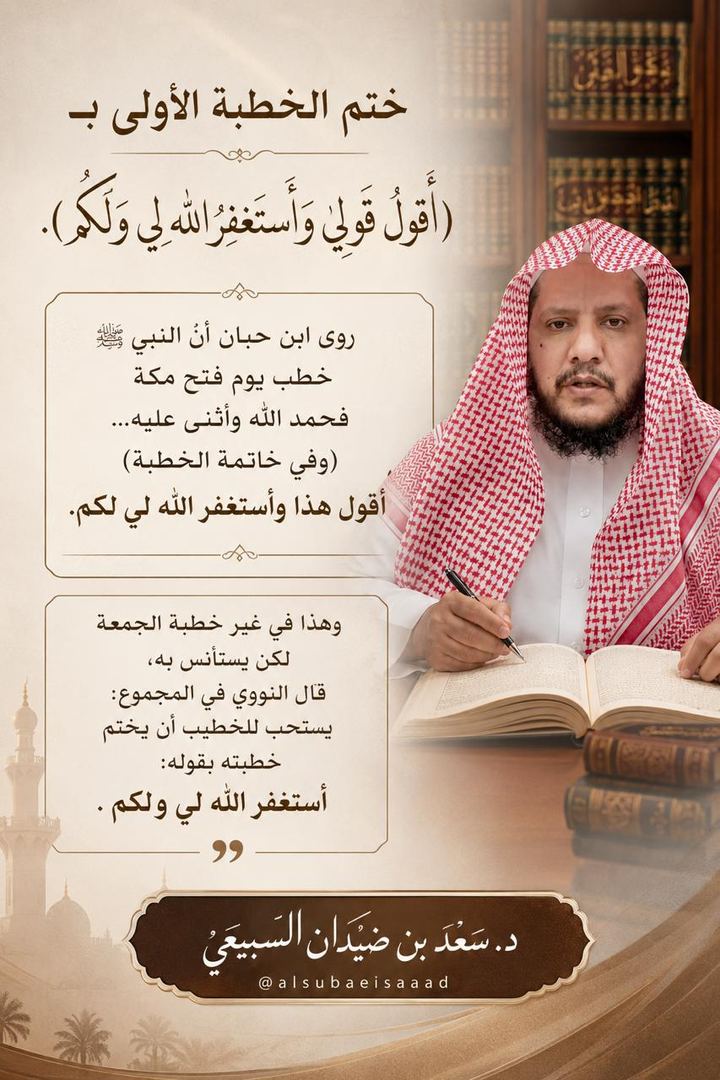 ختم الخطبة الأولى بـ
(أَقولُ قَولِي وَأَستَغفِرُ الله لِي وَلَكُم).
روى ابن حبان أنُ النبي ﷺ
خطب يوم فتح مكة
فحمد الله وأثنى عليه...
(وفي خاتمة الخطبة)
أقول هذا وأستغفر الله لي لكم.
وهذا في غير خطبة الجمعة
لكن يستأنس به،
قال النووي في المجموع:
يستحب للخطيب أن يختم
خطبته بقوله:
أستغفر الله لي ولكم .
د. سَعْدَ بن ضَيْدَان السَبيعَيُ
@alsubaeisaaad